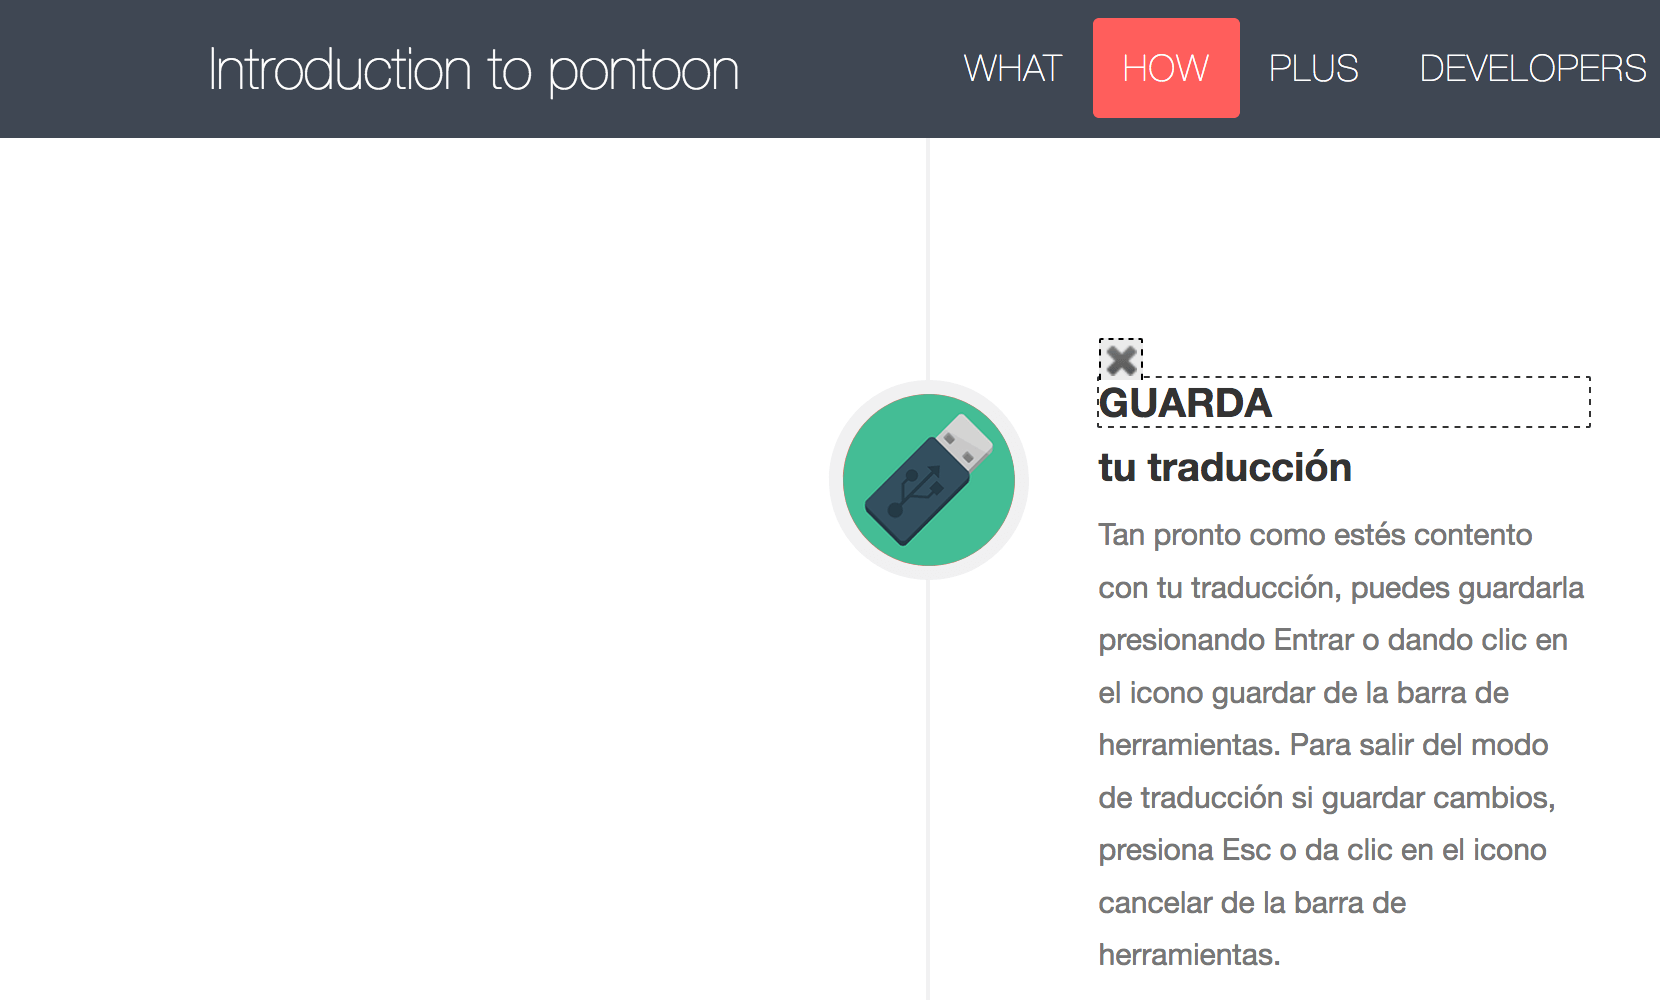 Introduction to pontoon
WHAT HOW PLUS DEVELOPERS
GUARDA
tu traducción
Tan pronto como estés contento
con tu traducción, puedes guardarla
presionando Entrar o dando clic en
el icono guardar de la barra de
herramientas. Para salir del modo
de traducción si guardar cambios,
presiona Esc o da clic en el icono
cancelar de la barra de
herramientas.